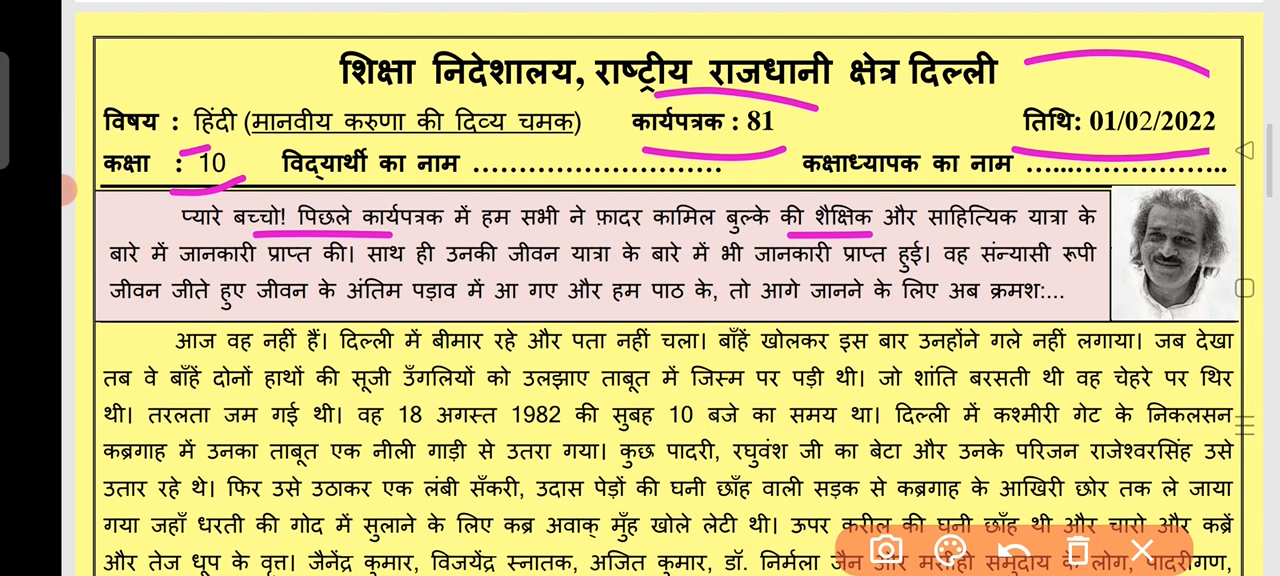 शिक्षा निदेशालय, राष्ट्रीय राजधानी क्षेत्र दिल्ली
विषय : हिंदी (मानवीय करुणा की दिव्य चमक) कार्यपत्रक : 81 तिथि: 01/02/2022
कक्षा : 10 विद्यार्थी का नाम ........................... कक्षाध्यापक का नाम ........................
प्यारे बच्चो! पिछले कार्यपत्रक में हम सभी ने फ़ादर कामिल बुल्के की शैक्षिक और साहित्यिक यात्रा के
बारे में जानकारी प्राप्त की। साथ ही उनकी जीवन यात्रा के बारे में भी जानकारी प्राप्त हुई। वह संन्यासी रूपी
जीवन जीते हुए जीवन के अंतिम पड़ाव में आ गए और हम पाठ के, तो आगे जानने के लिए अब क्रमश:...
आज वह नहीं हैं। दिल्ली में बीमार रहे और पता नहीं चला। बाँहें खोलकर इस बार उनहोंने गले नहीं लगाया। जब देखा
तब वे बाँहें दोनों हाथों की सूजी उँगलियों को उलझाए ताबूत में जिस्म पर पड़ी थी। जो शांति बरसती थी वह चेहरे पर थिर
थी। तरलता जम गई थी। वह 18 अगस्त 1982 की सुबह 10 बजे का समय था। दिल्ली में कश्मीरी गेट के निकलसन
कब्रगाह में उनका ताबूत एक नीली गाड़ी से उतरा गया। कुछ पादरी, रघुवंश जी का बेटा और उनके परिजन राजेश्वरसिंह उसे
उतार रहे थे। फिर उसे उठाकर एक लंबी सँकरी, उदास पेड़ों की घनी छाँह वाली सड़क से कब्रगाह के आखिरी छोर तक ले जाया
गया जहाँ धरती की गोद में सुलाने के लिए कब्र अवाक् मुँह खोले लेटी थी। ऊपर करील की घनी छाँह थी और चारो और कब्रें
और तेज धूप के वृत्त। जैनेंद्र कुमार, विजयेंद्र स्नातक, अजित कुमार, डॉ. निर्मला जैन और मसीही समुदाय के लोग, पादरीगण,